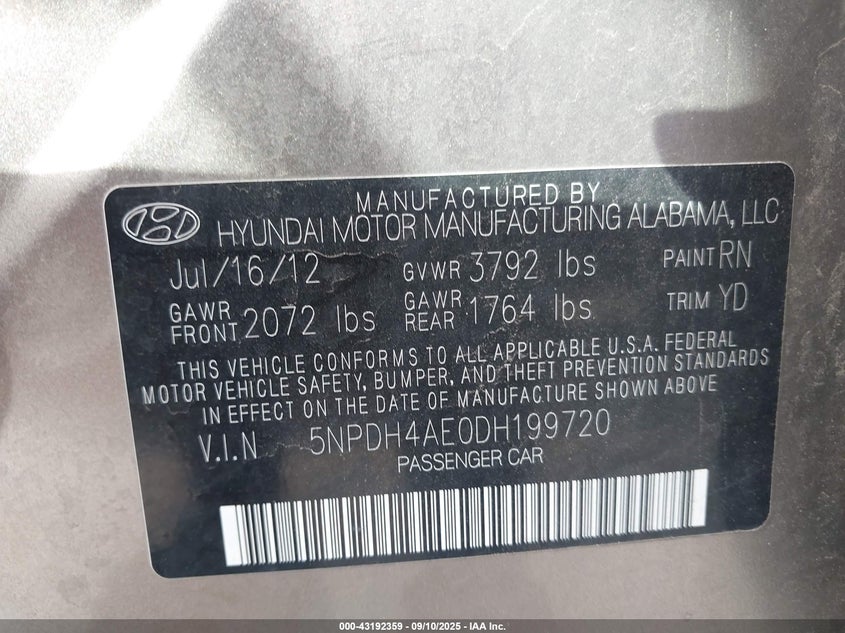 MANUFACTURED BY
HYUNDAI MOTOR MANUFACTURING ALABAMA, LLC
Jul/16/12 GVWR 3792 lbs PAINT RN
GAWR FRONT 2072 lbs GAWR REAR 1764 lbs TRIM YD
THIS VEHICLE CONFORMS TO ALL APPLICABLE U.S.A. FEDERAL
MOTOR VEHICLE SAFETY, BUMPER, AND THEFT PREVENTION STANDARDS
IN EFFECT ON THE DATE OF MANUFACTURE SHOWN ABOVE
V.I.N 5NPDH4AE0DH199720
PASSENGER CAR
000-43192359 - 09/10/2025 - IAA Inc.